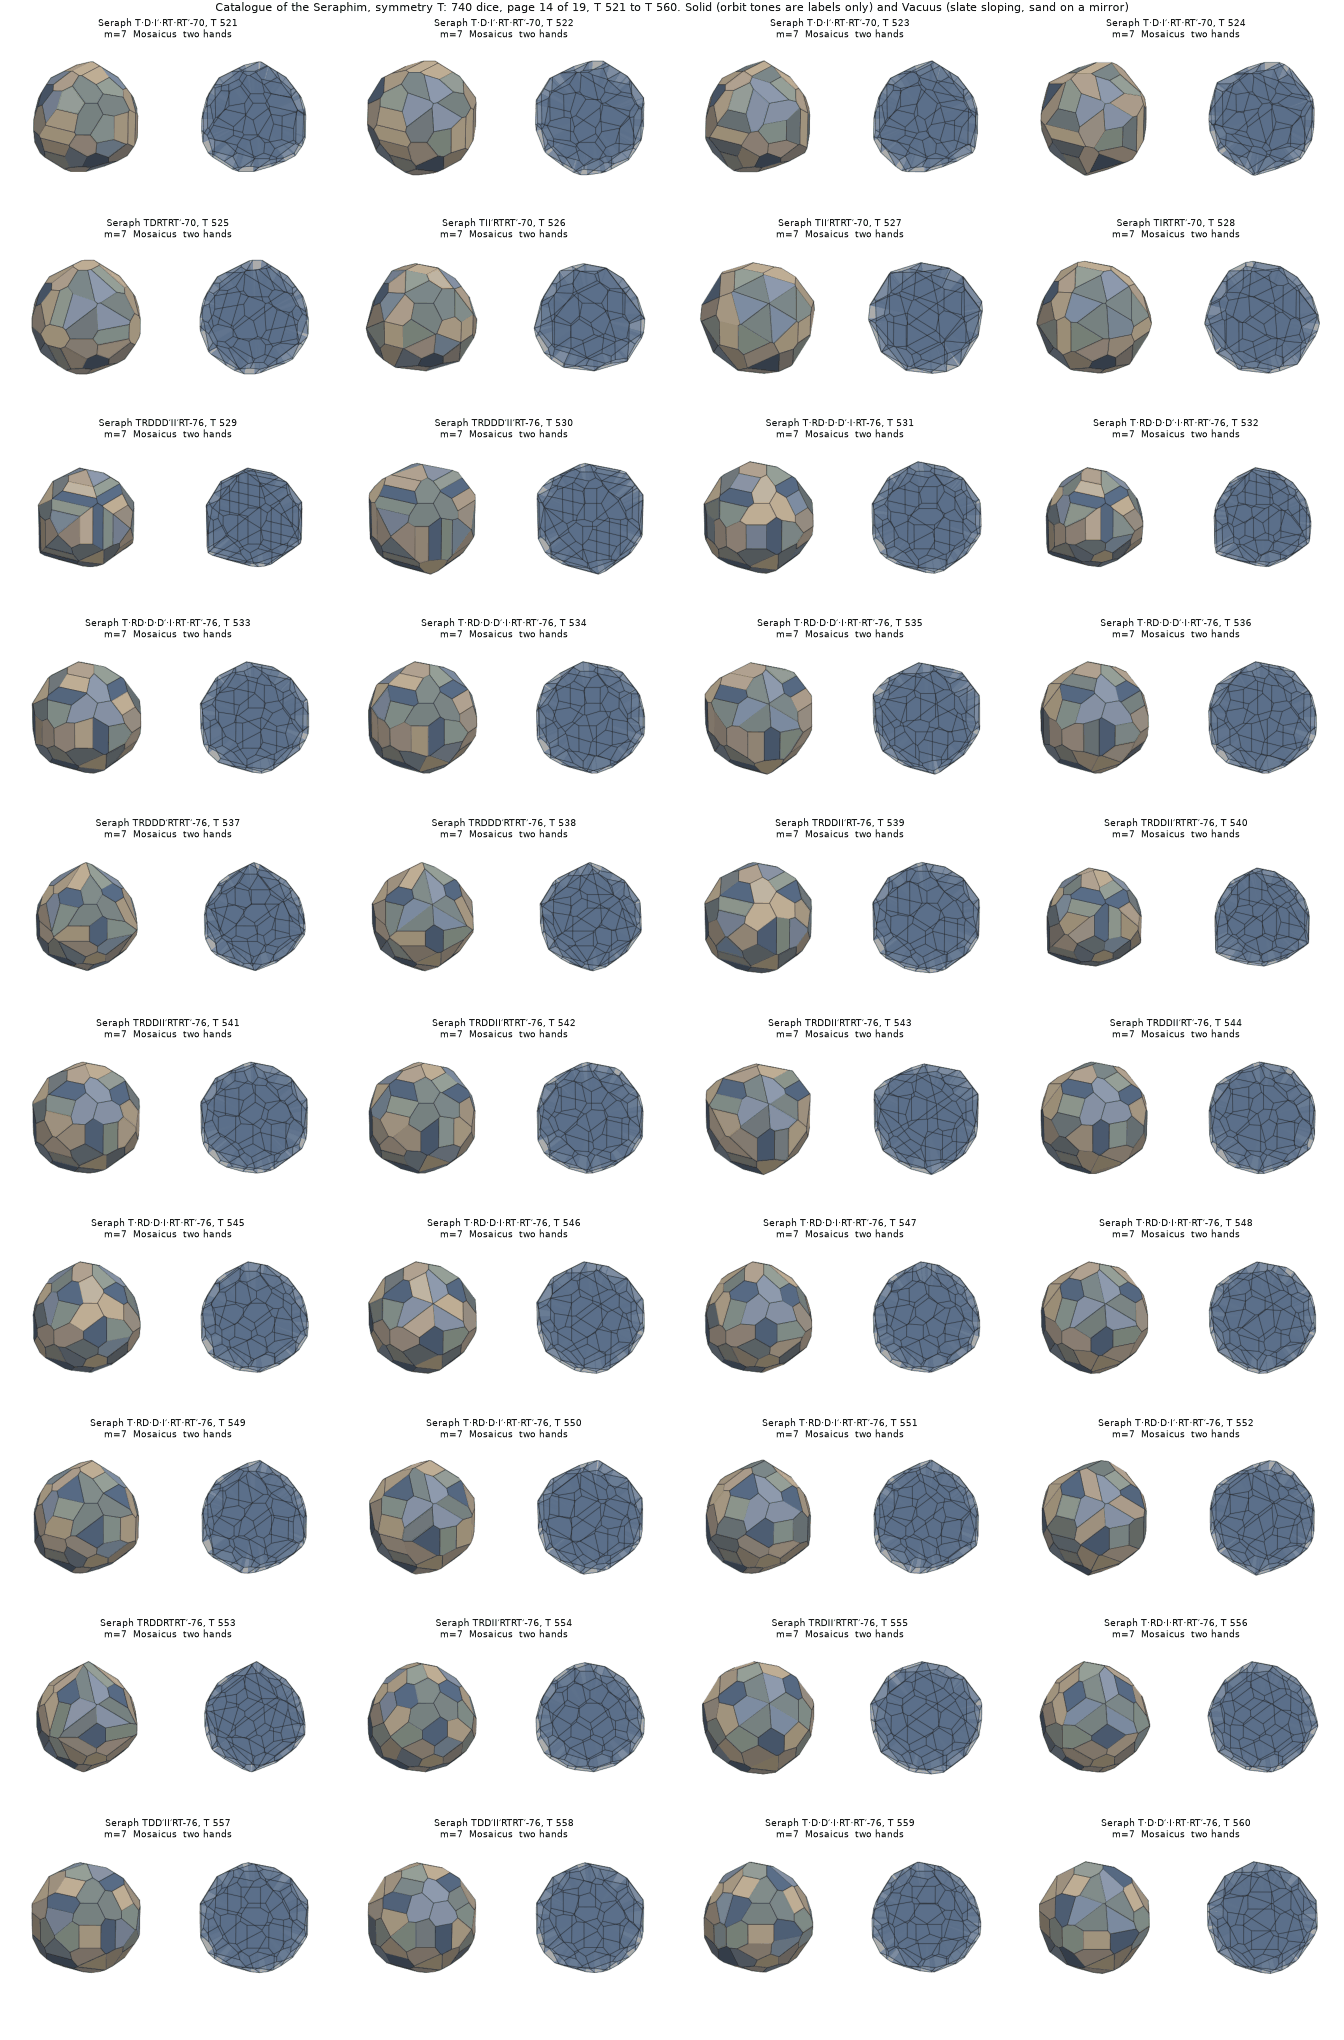 Catalogue of the Seraphim, symmetry T: 740 dice, page 14 of 19, T 521 to T 560. Solid (orbit tones are labels only) and Vacuus (slate sloping, sand on a mirror)
Seraph T·D·I′·RT·RT′-70, T 521
m=7 Mosaicus two hands
Seraph T·D·I′·RT·RT′-70, T 522
m=7 Mosaicus two hands
Seraph T·D·I′·RT·RT′-70, T 523
m=7 Mosaicus two hands
Seraph T·D·I′·RT·RT′-70, T 524
m=7 Mosaicus two hands
Seraph TDRTRT′-70, T 525
m=7 Mosaicus two hands
Seraph TII′RTRT′-70, T 526
m=7 Mosaicus two hands
Seraph TII′RTRT′-70, T 527
m=7 Mosaicus two hands
Seraph TIRTRT′-70, T 528
m=7 Mosaicus two hands
Seraph TRDDD′II′RT-76, T 529
m=7 Mosaicus two hands
Seraph TRDDD′II′RT-76, T 530
m=7 Mosaicus two hands
Seraph T·RD·D·D′·I·RT-76, T 531
m=7 Mosaicus two hands
Seraph T·RD·D·D′·I·RT·RT′-76, T 532
m=7 Mosaicus two hands
Seraph T·RD·D·D′·I·RT·RT′-76, T 533
m=7 Mosaicus two hands
Seraph T·RD·D·D′·I·RT·RT′-76, T 534
m=7 Mosaicus two hands
Seraph T·RD·D·D′·I·RT·RT′-76, T 535
m=7 Mosaicus two hands
Seraph T·RD·D·D′·I·RT·RT′-76, T 536
m=7 Mosaicus two hands
Seraph TRDDD′RTRT′-76, T 537
m=7 Mosaicus two hands
Seraph TRDDD′RTRT′-76, T 538
m=7 Mosaicus two hands
Seraph TRDDII′RT-76, T 539
m=7 Mosaicus two hands
Seraph TRDDII′RTRT′-76, T 540
m=7 Mosaicus two hands
Seraph TRDDII′RTRT′-76, T 541
m=7 Mosaicus two hands
Seraph TRDDII′RTRT′-76, T 542
m=7 Mosaicus two hands
Seraph TRDDII′RTRT′-76, T 543
m=7 Mosaicus two hands
Seraph TRDDII′RT′-76, T 544
m=7 Mosaicus two hands
Seraph T·RD·D·I·RT·RT′-76, T 545
m=7 Mosaicus two hands
Seraph T·RD·D·I·RT·RT′-76, T 546
m=7 Mosaicus two hands
Seraph T·RD·D·I·RT·RT′-76, T 547
m=7 Mosaicus two hands
Seraph T·RD·D·I·RT·RT′-76, T 548
m=7 Mosaicus two hands
Seraph T·RD·D·I′·RT·RT′-76, T 549
m=7 Mosaicus two hands
Seraph T·RD·D·I′·RT·RT′-76, T 550
m=7 Mosaicus two hands
Seraph T·RD·D·I′·RT·RT′-76, T 551
m=7 Mosaicus two hands
Seraph T·RD·D·I′·RT·RT′-76, T 552
m=7 Mosaicus two hands
Seraph TRDDRTRT′-76, T 553
m=7 Mosaicus two hands
Seraph TRDII′RTRT′-76, T 554
m=7 Mosaicus two hands
Seraph TRDII′RTRT′-76, T 555
m=7 Mosaicus two hands
Seraph T·RD·I·RT·RT′-76, T 556
m=7 Mosaicus two hands
Seraph TDD′II′RT-76, T 557
m=7 Mosaicus two hands
Seraph TDD′II′RTRT′-76, T 558
m=7 Mosaicus two hands
Seraph T·D·D′·I·RT·RT′-76, T 559
m=7 Mosaicus two hands
Seraph T·D·D′·I·RT·RT′-76, T 560
m=7 Mosaicus two hands